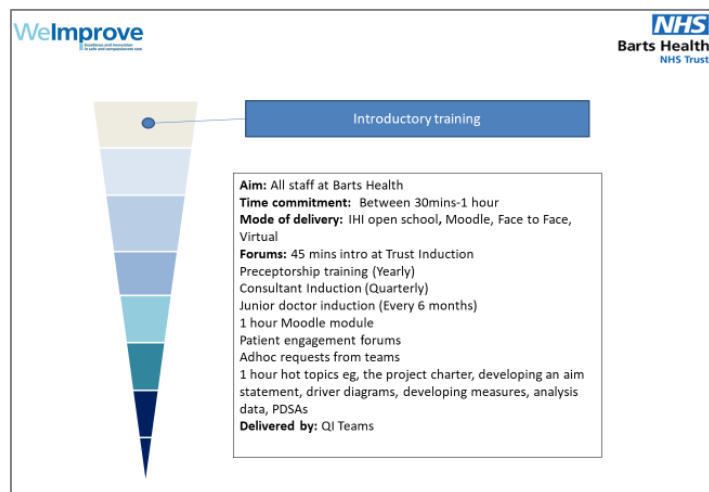 WeImprove
Excellence and innovation
in safe and compassionate care
NHS
Barts Health
NHS Trust
Introductory training
Aim: All staff at Barts Health
Time commitment: Between 30mins-1 hour
Mode of delivery: IHI open school, Moodle, Face to Face,
Virtual
Forums: 45 mins intro at Trust Induction
Preceptorship training (Yearly)
Consultant Induction (Quarterly)
Junior doctor induction (Every 6 months)
1 hour Moodle module
Patient engagement forums
Adhoc requests from teams
1 hour hot topics eg, the project charter, developing an aim
statement, driver diagrams, developing measures, analysis
data, PDSAs
Delivered by: QI Teams